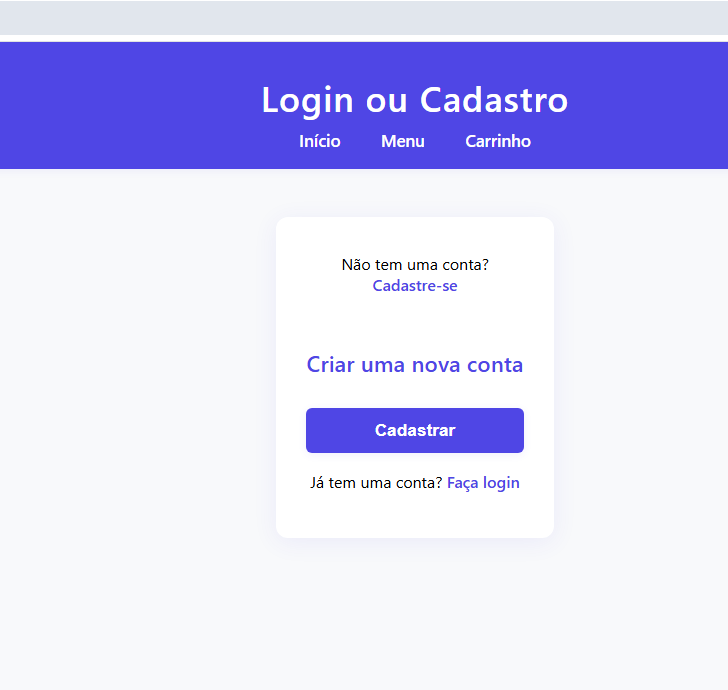 Login ou Cadastro
Início Menu Carrinho
Não tem uma conta?
Cadastre-se
Criar uma nova conta
Cadastrar
Já tem uma conta? Faça login